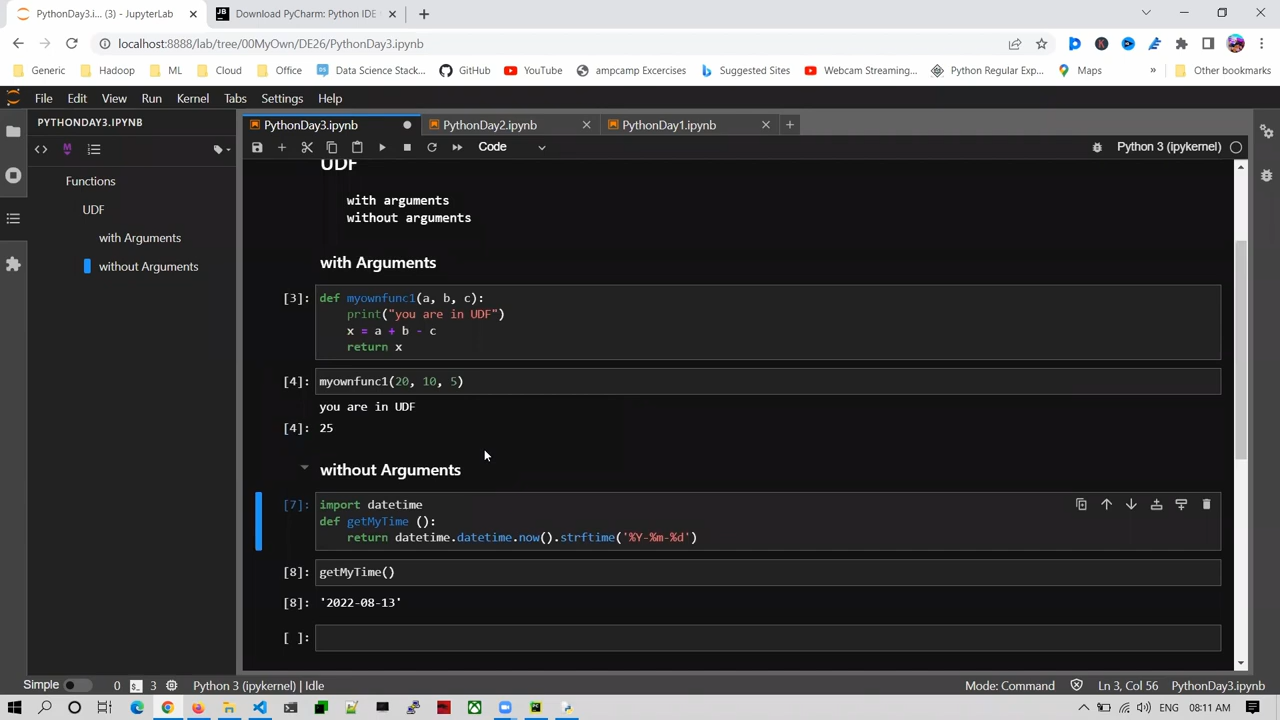 PythonDay3.i... (3) - JupyterLab
Download PyCharm: Python IDE
localhost:8888/lab/tree/00MyOwn/DE26/PythonDay3.ipynb
Generic Hadoop ML Cloud Office Data Science Stack... GitHub YouTube ampcamp Excercises Suggested Sites Webcam Streaming... Python Regular Exp... Maps » Other bookmarks
File Edit View Run Kernel Tabs Settings Help
PYTHONDAY3.IPYNB
Functions
UDF
with Arguments
without Arguments
PythonDay3.ipynb PythonDay2.ipynb PythonDay1.ipynb
Code Python 3 (ipykernel)
UDF
with arguments
without arguments
with Arguments
[3]: def myownfunc1(a, b, c):
print("you are in UDF")
x = a + b - c
return x
[4]: myownfunc1(20, 10, 5)
you are in UDF
[4]: 25
without Arguments
[7]: import datetime
def getMyTime ():
return datetime.datetime.now().strftime('%Y-%m-%d')
[8]: getMyTime()
[8]: '2022-08-13'
[ ]:
Simple 0 3 Python 3 (ipykernel) | Idle Mode: Command Ln 3, Col 56 PythonDay3.ipynb
ENG 08:11 AM